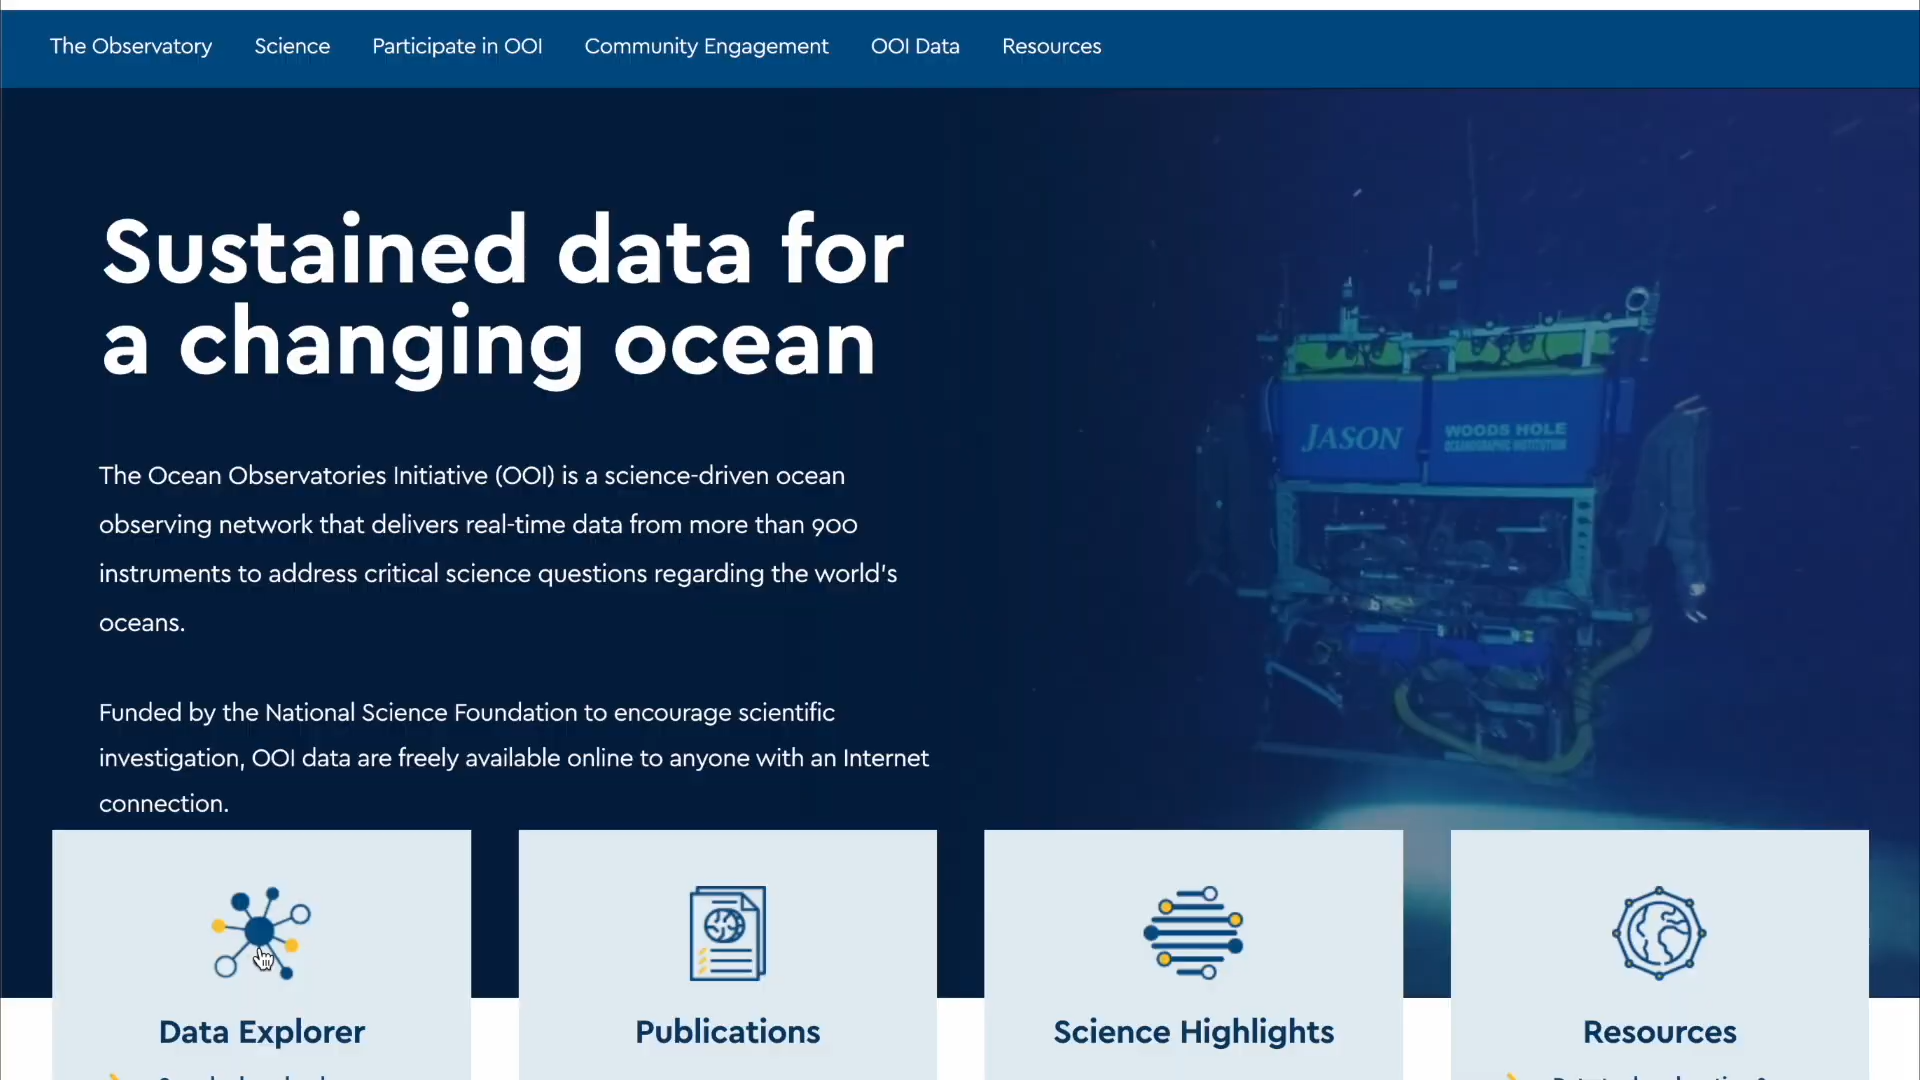 The Observatory Science Participate in OOI Community Engagement OOI Data Resources
Sustained data for
a changing ocean
The Ocean Observatories Initiative (OOI) is a science-driven ocean
observing network that delivers real-time data from more than 900
instruments to address critical science questions regarding the world's
oceans.
Funded by the National Science Foundation to encourage scientific
investigation, OOI data are freely available online to anyone with an Internet
connection.
JASON
WOODS HOLE
OCEANOGRAPHIC INSTITUTION
Data Explorer
Publications
Science Highlights
Resources